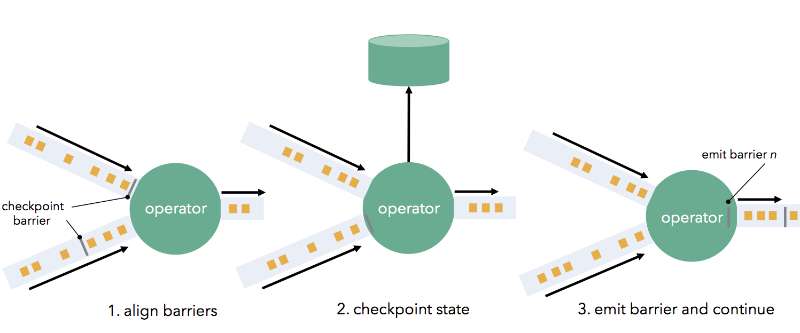 emit barrier n
checkpoint
barrier
operator
operator
operator
1. align barriers
2. checkpoint state
3. emit barrier and continue